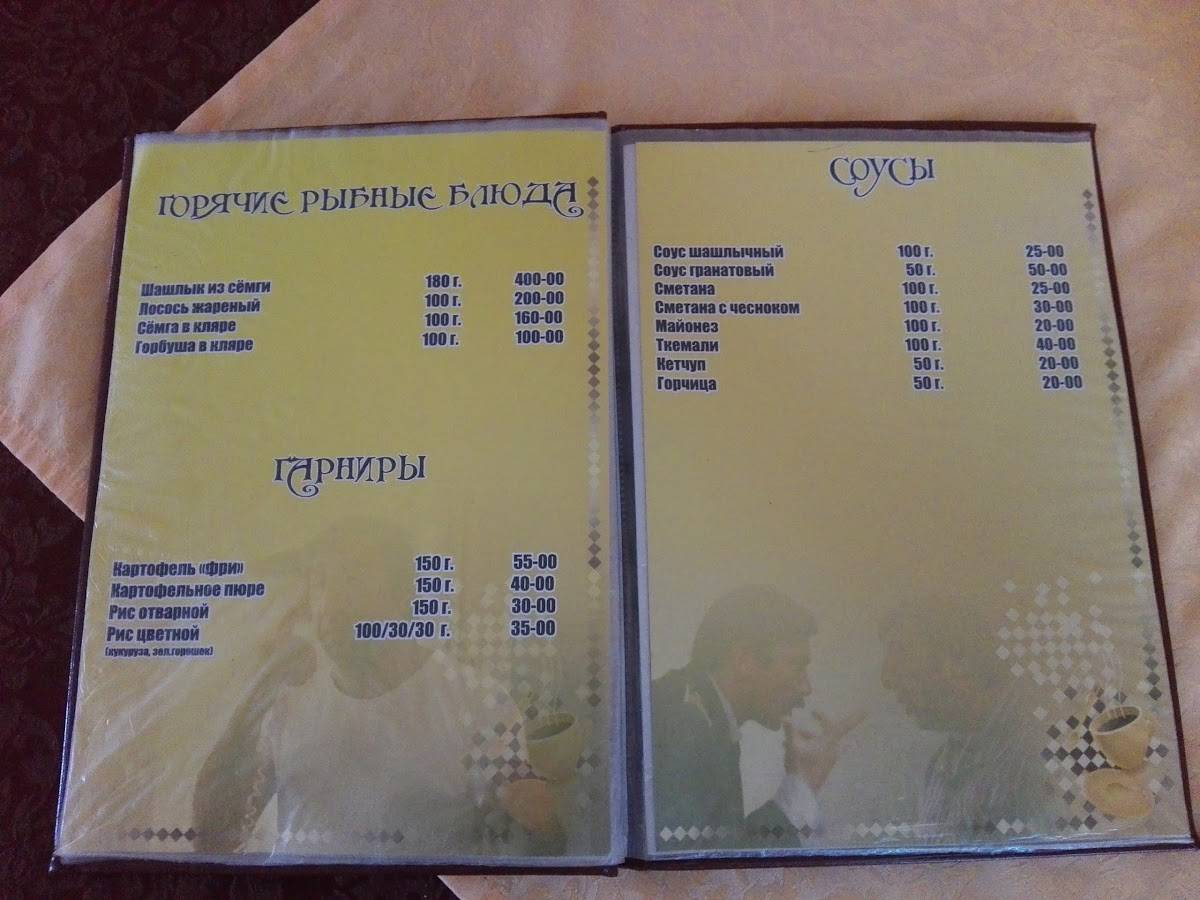 ГОРЯЧИЕ РЫБНЫЕ БЛЮДА
Шашлык из сёмги 180 г. 400-00
Лосось жареный 100 г. 200-00
Сёмга в кляре 100 г. 160-00
Горбуша в кляре 100 г. 100-00
ГАРНИРЫ
Картофель «фри» 150 г. 55-00
Картофельное пюре 150 г. 40-00
Рис отварной 150 г. 30-00
Рис цветной 100/30/30 г. 35-00
(кукуруза, зел.горошек)
СОУСЫ
Соус шашлычный 100 г. 25-00
Соус гранатовый 50 г. 50-00
Сметана 100 г. 25-00
Сметана с чесноком 100 г. 30-00
Майонез 100 г. 20-00
Ткемали 100 г. 40-00
Кетчуп 50 г. 20-00
Горчица 50 г. 20-00